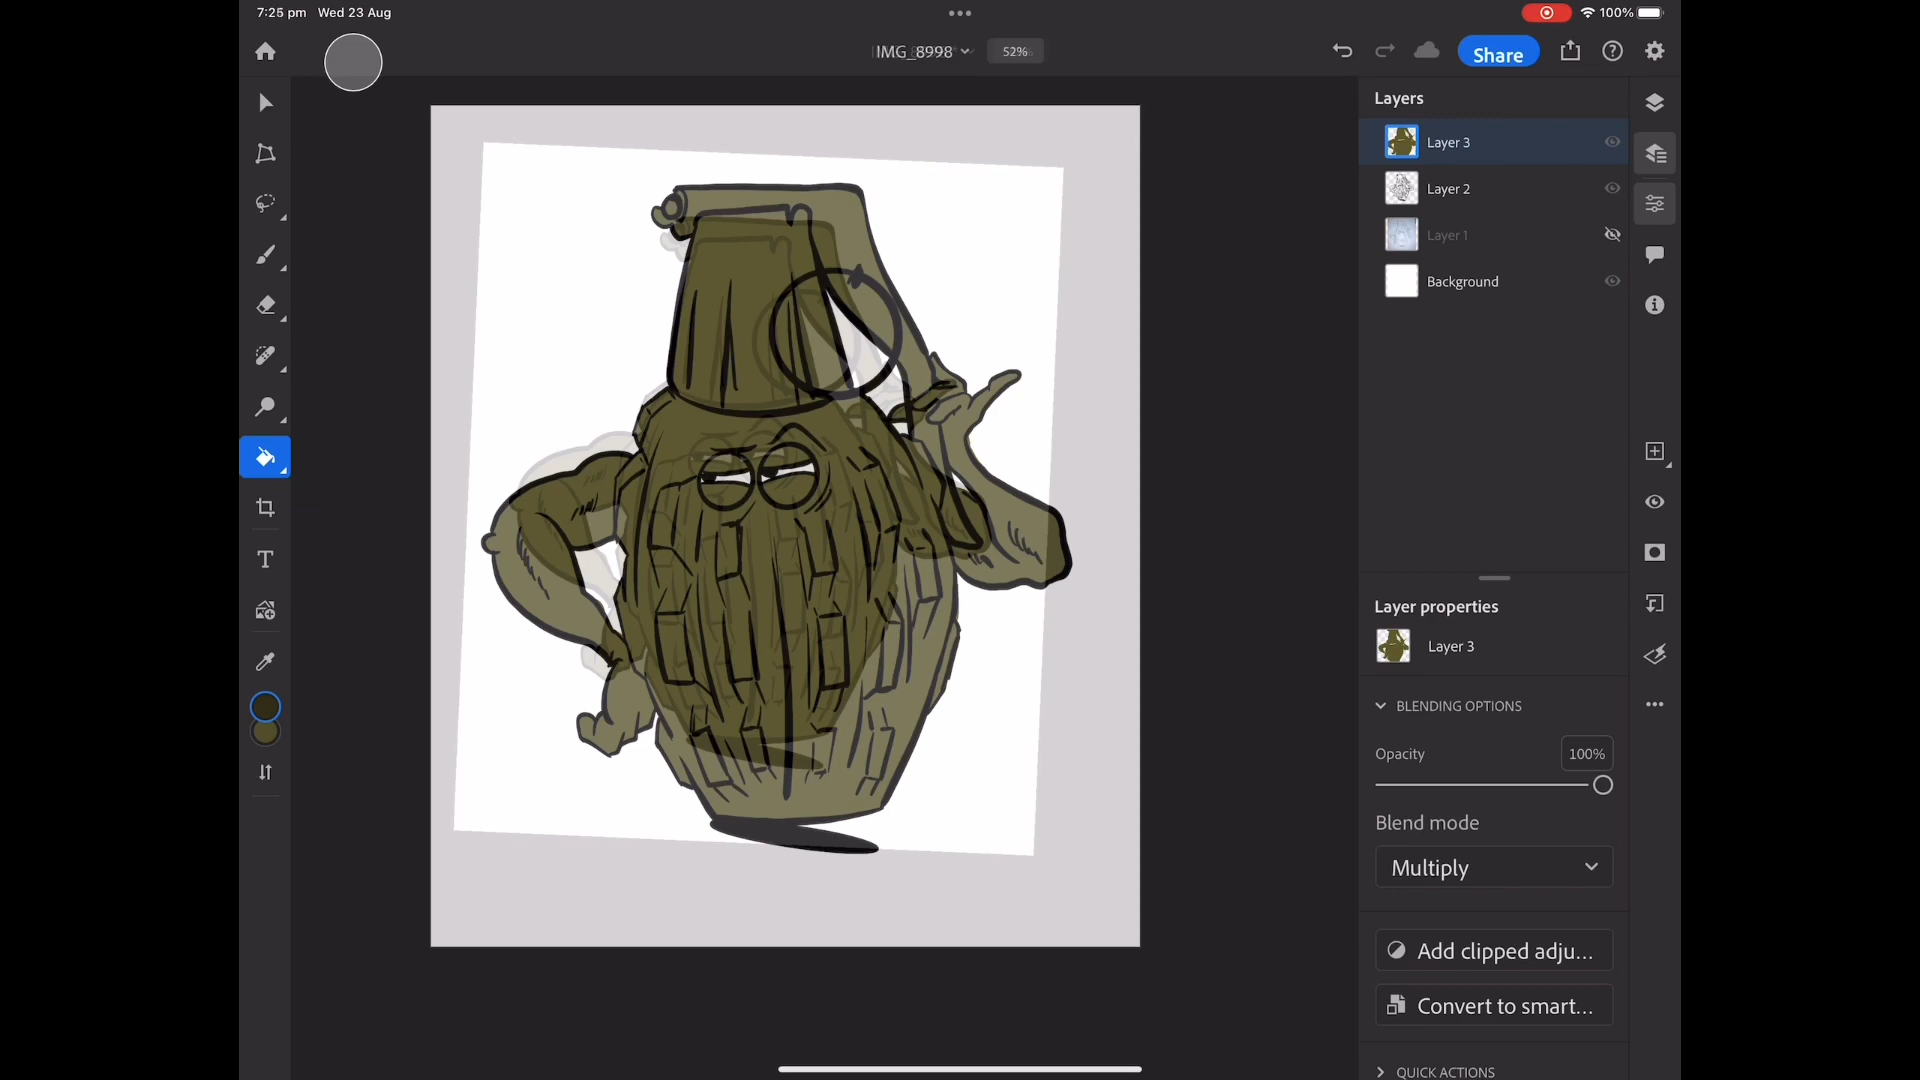 7:25 pm Wed 23 Aug
100%
IMG_8998
52%
Share
Layers
Layer 3
Layer 2
Layer 1
Background
Layer properties
Layer 3
BLENDING OPTIONS
Opacity 100%
Blend mode
Multiply
Add clipped adju...
Convert to smart...
QUICK ACTIONS